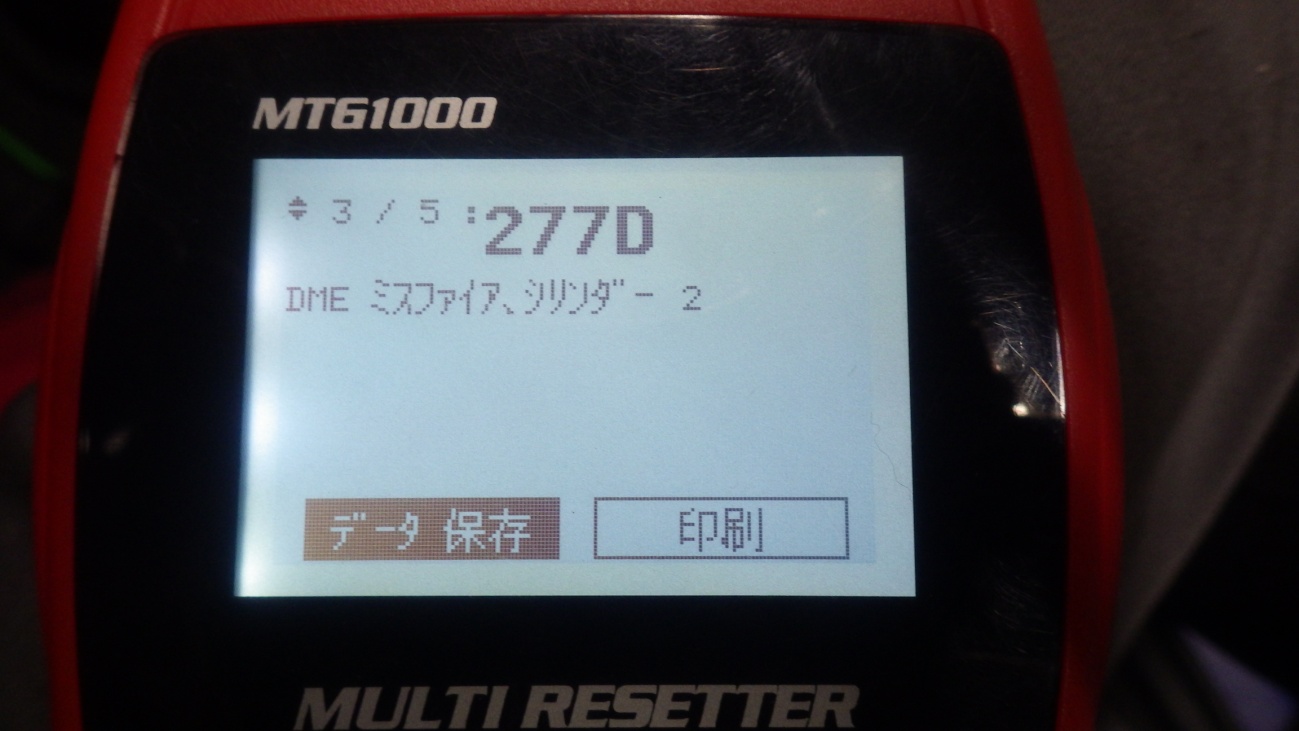 MT61000
3 / 5 :277D
DME ミスファイア、シリンダー 2
データ 保存 印刷
MULTI RESETTER